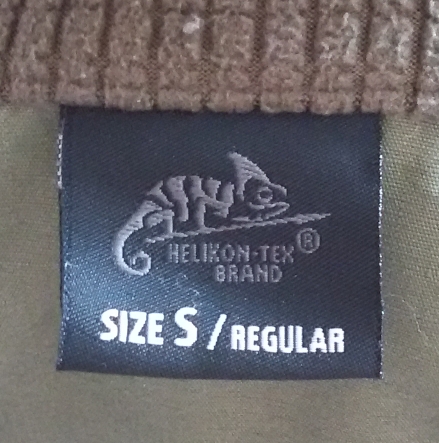 HELIKON-TEX®
BRAND
SIZE S / REGULAR